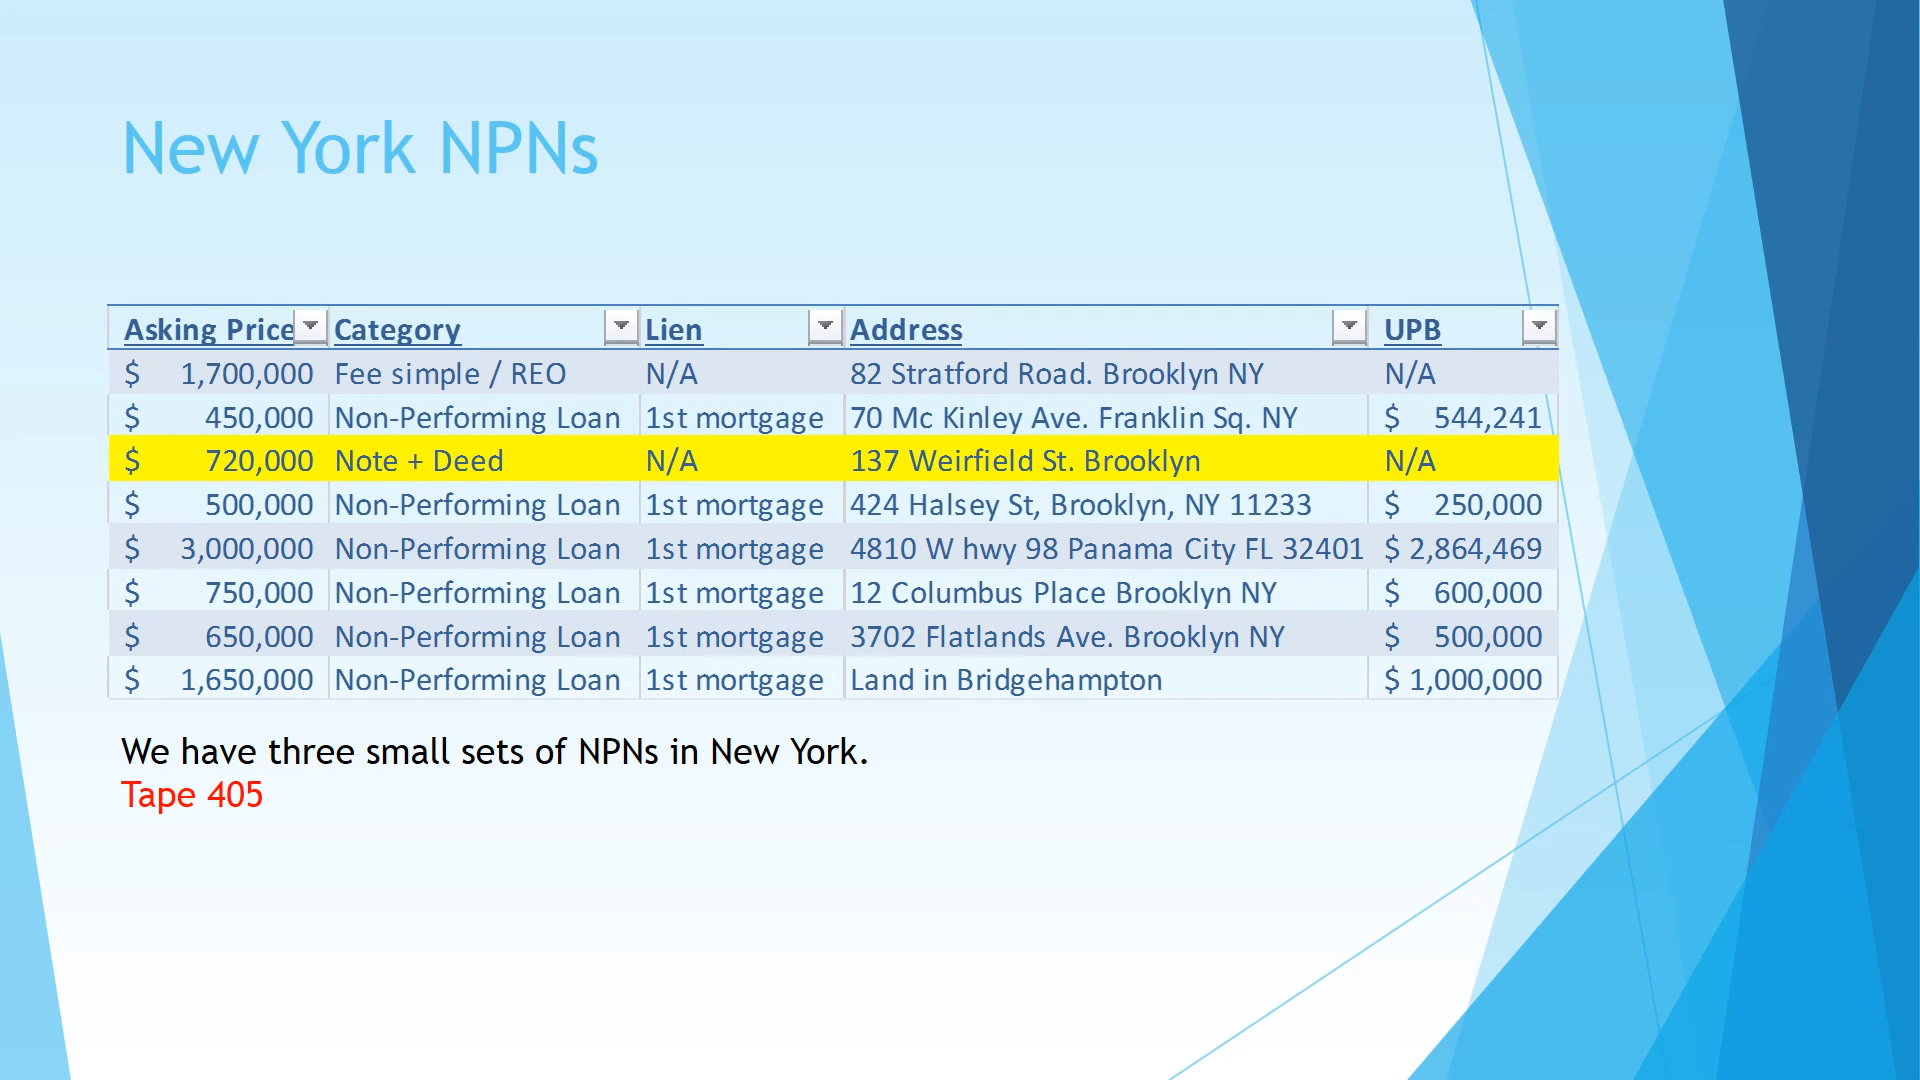 New York NPNs
Asking Price Category Lien Address UPB
$ 1,700,000 Fee simple / REO N/A 82 Stratford Road. Brooklyn NY N/A
$ 450,000 Non-Performing Loan 1st mortgage 70 Mc Kinley Ave. Franklin Sq. NY $ 544,241
$ 720,000 Note + Deed N/A 137 Weirfield St. Brooklyn N/A
$ 500,000 Non-Performing Loan 1st mortgage 424 Halsey St, Brooklyn, NY 11233 $ 250,000
$ 3,000,000 Non-Performing Loan 1st mortgage 4810 W hwy 98 Panama City FL 32401 $ 2,864,469
$ 750,000 Non-Performing Loan 1st mortgage 12 Columbus Place Brooklyn NY $ 600,000
$ 650,000 Non-Performing Loan 1st mortgage 3702 Flatlands Ave. Brooklyn NY $ 500,000
$ 1,650,000 Non-Performing Loan 1st mortgage Land in Bridgehampton $ 1,000,000
We have three small sets of NPNs in New York.
Tape 405